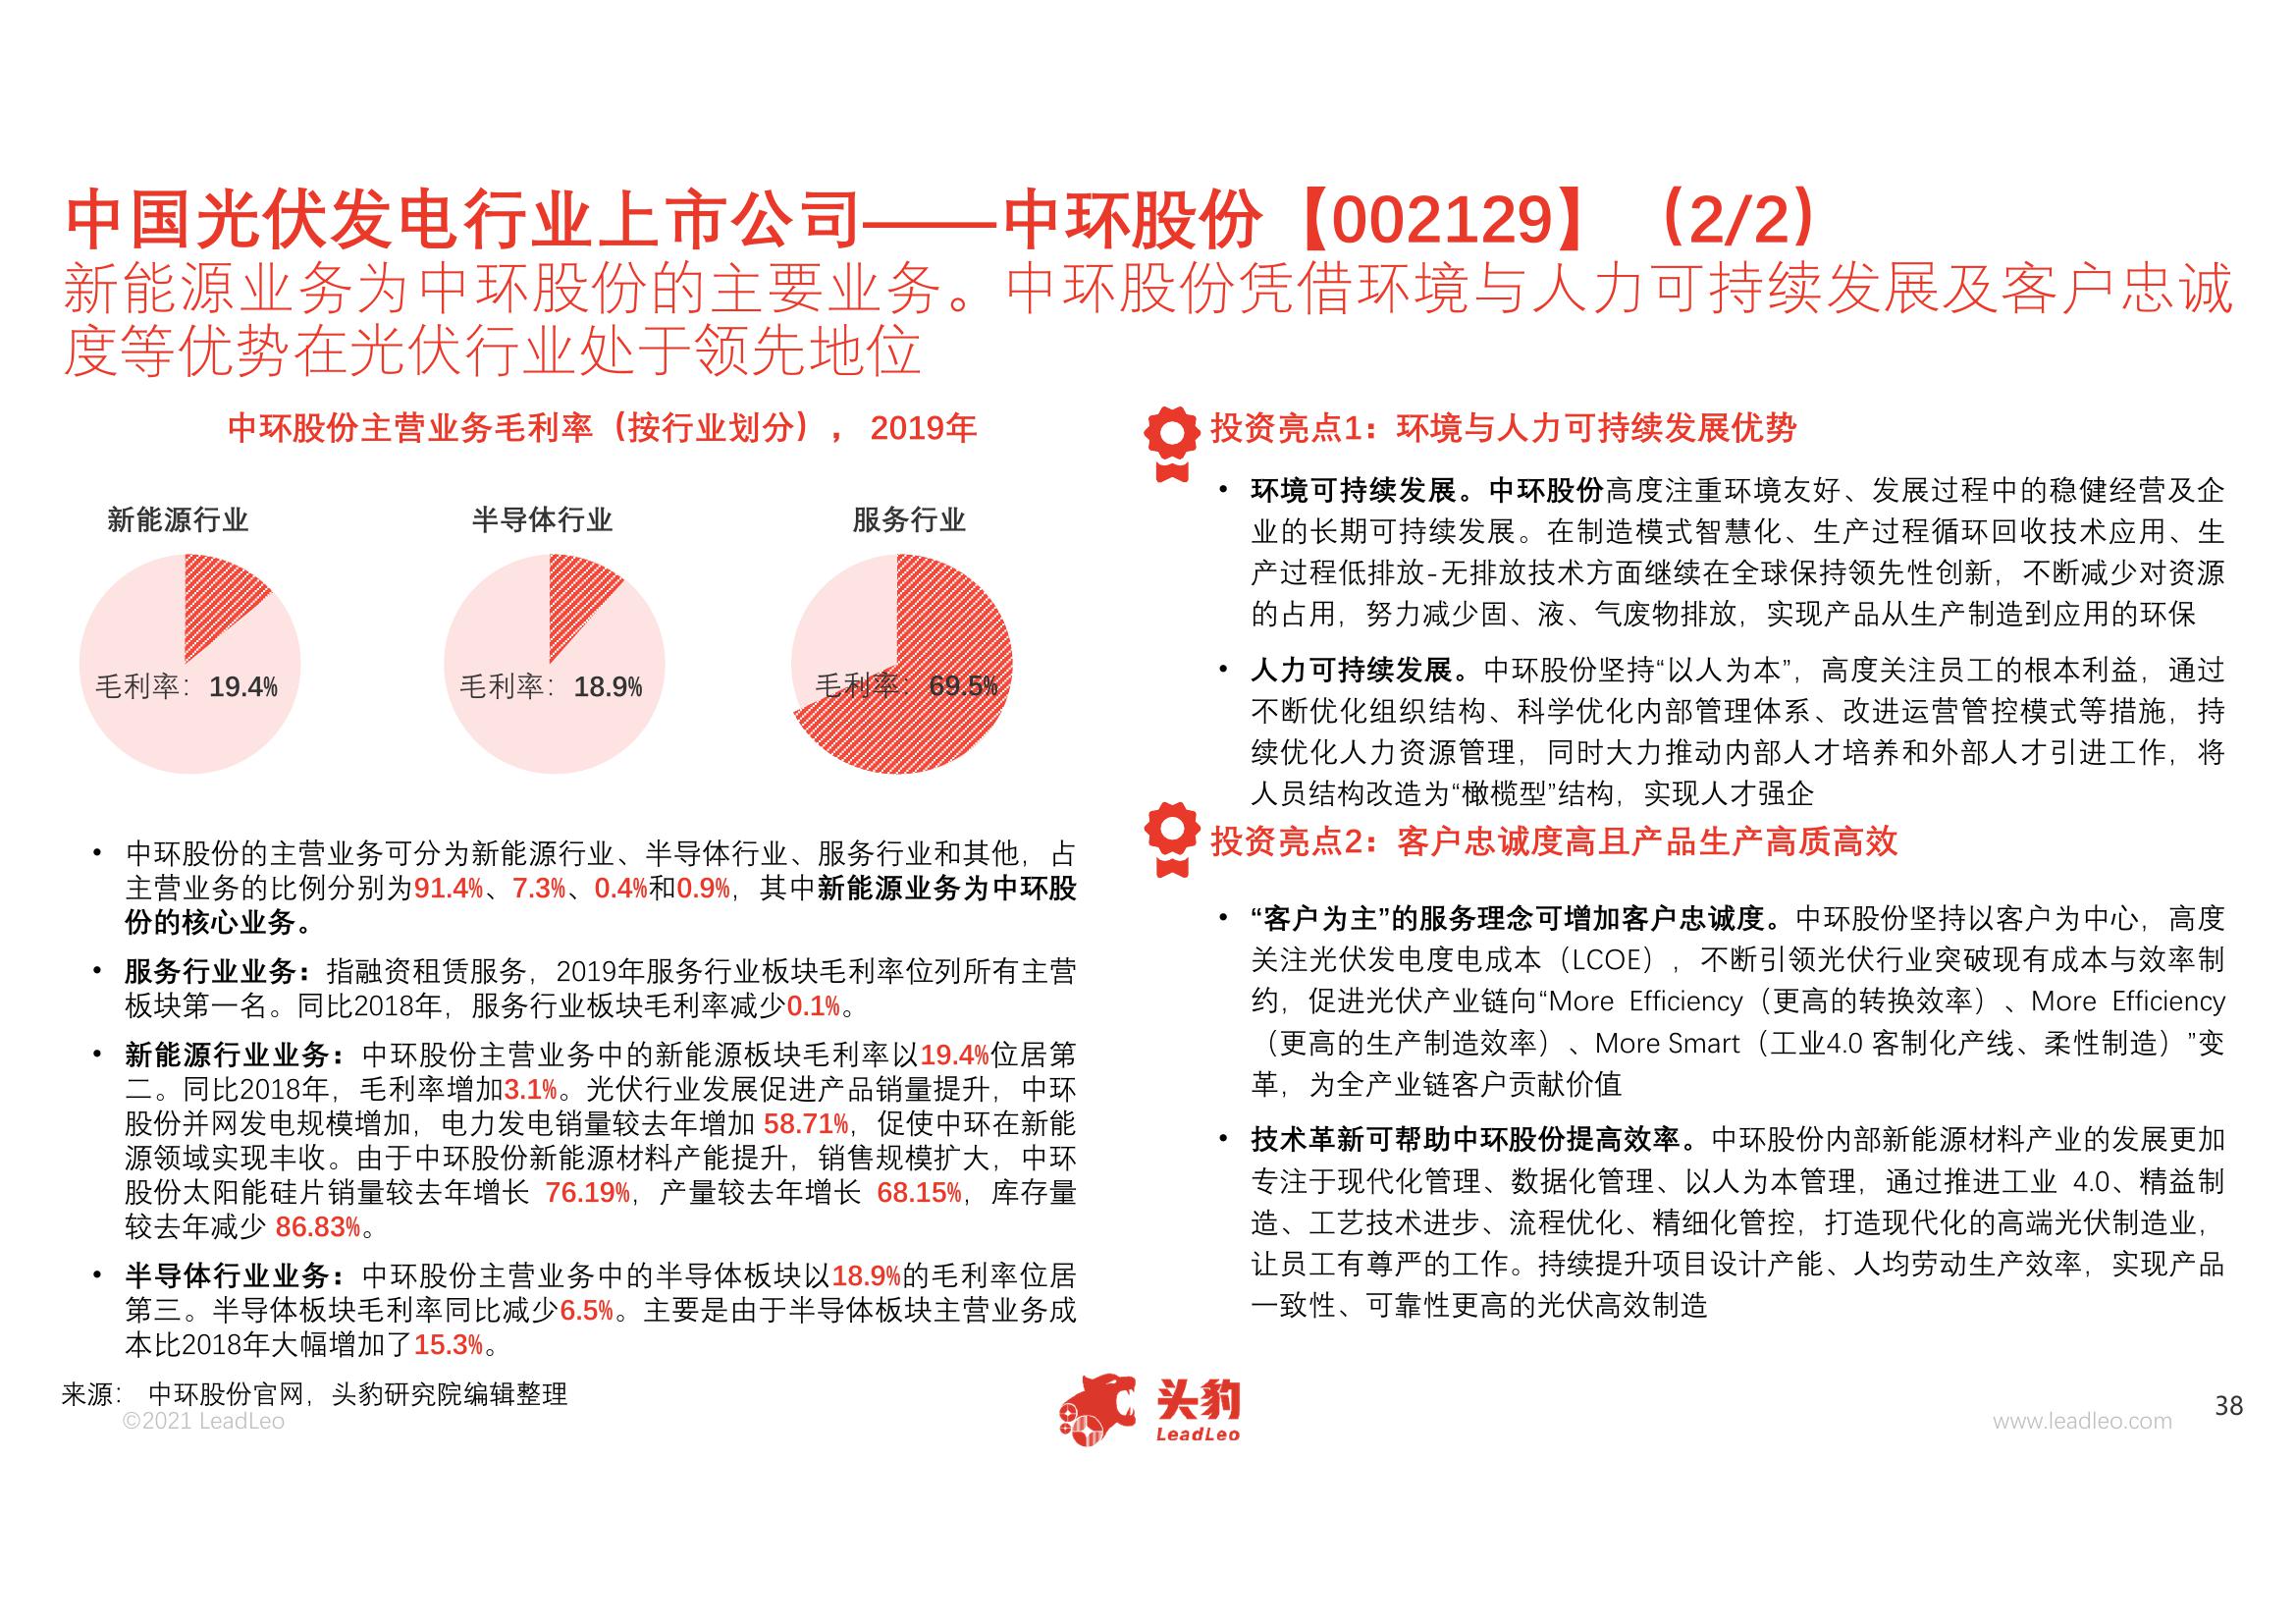 中国光伏发电行业上市公司——中环股份【002129】（2/2）
新能源业务为中环股份的主要业务。中环股份凭借环境与人力可持续发展及客户忠诚
度等优势在光伏行业处于领先地位
中环股份主营业务毛利率（按行业划分），2019年
新能源行业
半导体行业
服务行业
毛利率：19.4%
毛利率：18.9%
毛利率：69.5%
• 中环股份的主营业务可分为新能源行业、半导体行业、服务行业和其他，占
主营业务的比例分别为91.4%、7.3%、0.4%和0.9%，其中新能源业务为中环股
份的核心业务。
• 服务行业业务：指融资租赁服务，2019年服务行业板块毛利率位列所有主营
板块第一名。同比2018年，服务行业板块毛利率减少0.1%。
• 新能源行业业务：中环股份主营业务中的新能源板块毛利率以19.4%位居第
二。同比2018年，毛利率增加3.1%。光伏行业发展促进产品销量提升，中环
股份并网发电规模增加，电力发电销量较去年增加 58.71%，促使中环在新能
源领域实现丰收。由于中环股份新能源材料产能提升，销售规模扩大，中环
股份太阳能硅片销量较去年增长 76.19%，产量较去年增长 68.15%，库存量
较去年减少 86.83%。
• 半导体行业业务：中环股份主营业务中的半导体板块以18.9%的毛利率位居
第三。半导体板块毛利率同比减少6.5%。主要是由于半导体板块主营业务成
本比2018年大幅增加了15.3%。
投资亮点1：环境与人力可持续发展优势
• 环境可持续发展。中环股份高度注重环境友好、发展过程中的稳健经营及企
业的长期可持续发展。在制造模式智慧化、生产过程循环回收技术应用、生
产过程低排放-无排放技术方面继续在全球保持领先性创新，不断减少对资源
的占用，努力减少固、液、气废物排放，实现产品从生产制造到应用的环保
• 人力可持续发展。中环股份坚持“以人为本”，高度关注员工的根本利益，通过
不断优化组织结构、科学优化内部管理体系、改进运营管控模式等措施，持
续优化人力资源管理，同时大力推动内部人才培养和外部人才引进工作，将
人员结构改造为“橄榄型”结构，实现人才强企
投资亮点2：客户忠诚度高且产品生产高质高效
• “客户为主”的服务理念可增加客户忠诚度。中环股份坚持以客户为中心，高度
关注光伏发电度电成本（LCOE），不断引领光伏行业突破现有成本与效率制
约，促进光伏产业链向“More Efficiency（更高的转换效率）、More Efficiency
（更高的生产制造效率）、More Smart（工业4.0 客制化产线、柔性制造）”变
革，为全产业链客户贡献价值
• 技术革新可帮助中环股份提高效率。中环股份内部新能源材料产业的发展更加
专注于现代化管理、数据化管理、以人为本管理，通过推进工业 4.0、精益制
造、工艺技术进步、流程优化、精细化管控，打造现代化的高端光伏制造业，
让员工有尊严的工作。持续提升项目设计产能、人均劳动生产效率，实现产品
一致性、可靠性更高的光伏高效制造
来源： 中环股份官网，头豹研究院编辑整理
©2021 LeadLeo
头豹
LeadLeo
www.leadleo.com
38